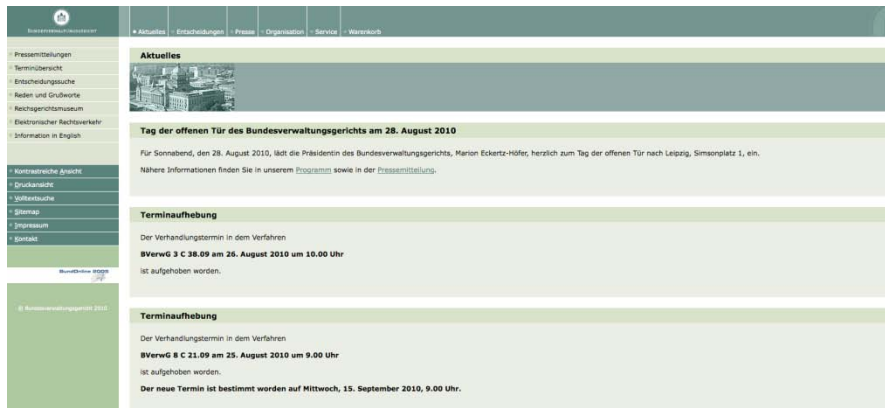 BUNDESVERWALTUNGSGERICHT
Aktuelles Entscheidungen Presse Organisation Service Warenkorb
Pressemitteilungen
Terminübersicht
Entscheidungssuche
Reden und Grußworte
Reichsgerichtsmuseum
Elektronischer Rechtsverkehr
Information in English
Kontrastreiche Ansicht
Druckansicht
Volltextsuche
Sitemap
Impressum
Kontakt
BundOnline 2005
© Bundesverwaltungsgericht 2010
Aktuelles
Tag der offenen Tür des Bundesverwaltungsgerichts am 28. August 2010
Für Sonnabend, den 28. August 2010, lädt die Präsidentin des Bundesverwaltungsgerichts, Marion Eckertz-Höfer, herzlich zum Tag der offenen Tür nach Leipzig, Simsonplatz 1, ein.
Nähere Informationen finden Sie in unserem Programm sowie in der Pressemitteilung.
Terminaufhebung
Der Verhandlungstermin in dem Verfahren
BVerwG 3 C 38.09 am 26. August 2010 um 10.00 Uhr
ist aufgehoben worden.
Terminaufhebung
Der Verhandlungstermin in dem Verfahren
BVerwG 8 C 21.09 am 25. August 2010 um 9.00 Uhr
ist aufgehoben worden.
Der neue Termin ist bestimmt worden auf Mittwoch, 15. September 2010, 9.00 Uhr.